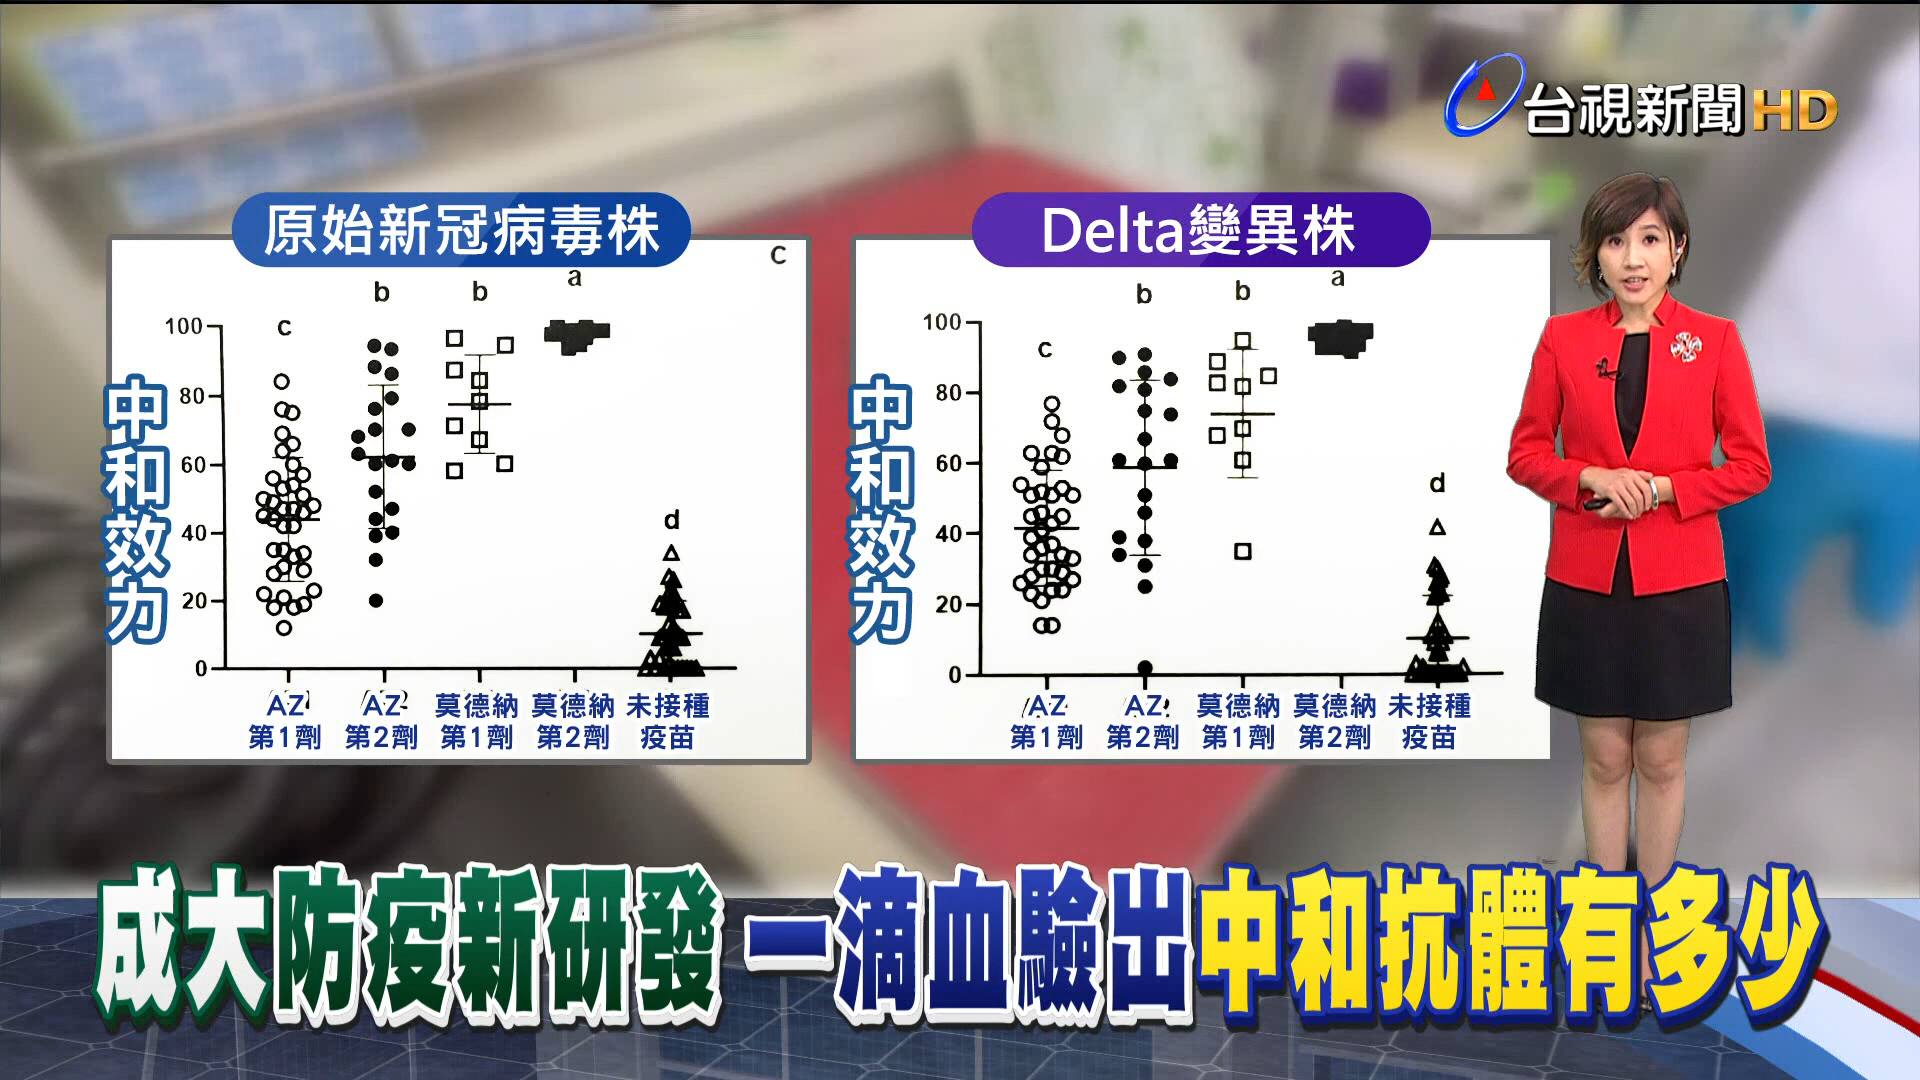 台視新聞HD
原始新冠病毒株
c
a
b
b
c
d
中和效力
100
80
60
40
20
0
AZ
第1劑
AZ
第2劑
莫德納
第1劑
莫德納
第2劑
未接種
疫苗
Delta變異株
a
b
b
c
d
中和效力
100
80
60
40
20
0
AZ
第1劑
AZ
第2劑
莫德納
第1劑
莫德納
第2劑
未接種
疫苗
成大防疫新研發 一滴血驗出中和抗體有多少